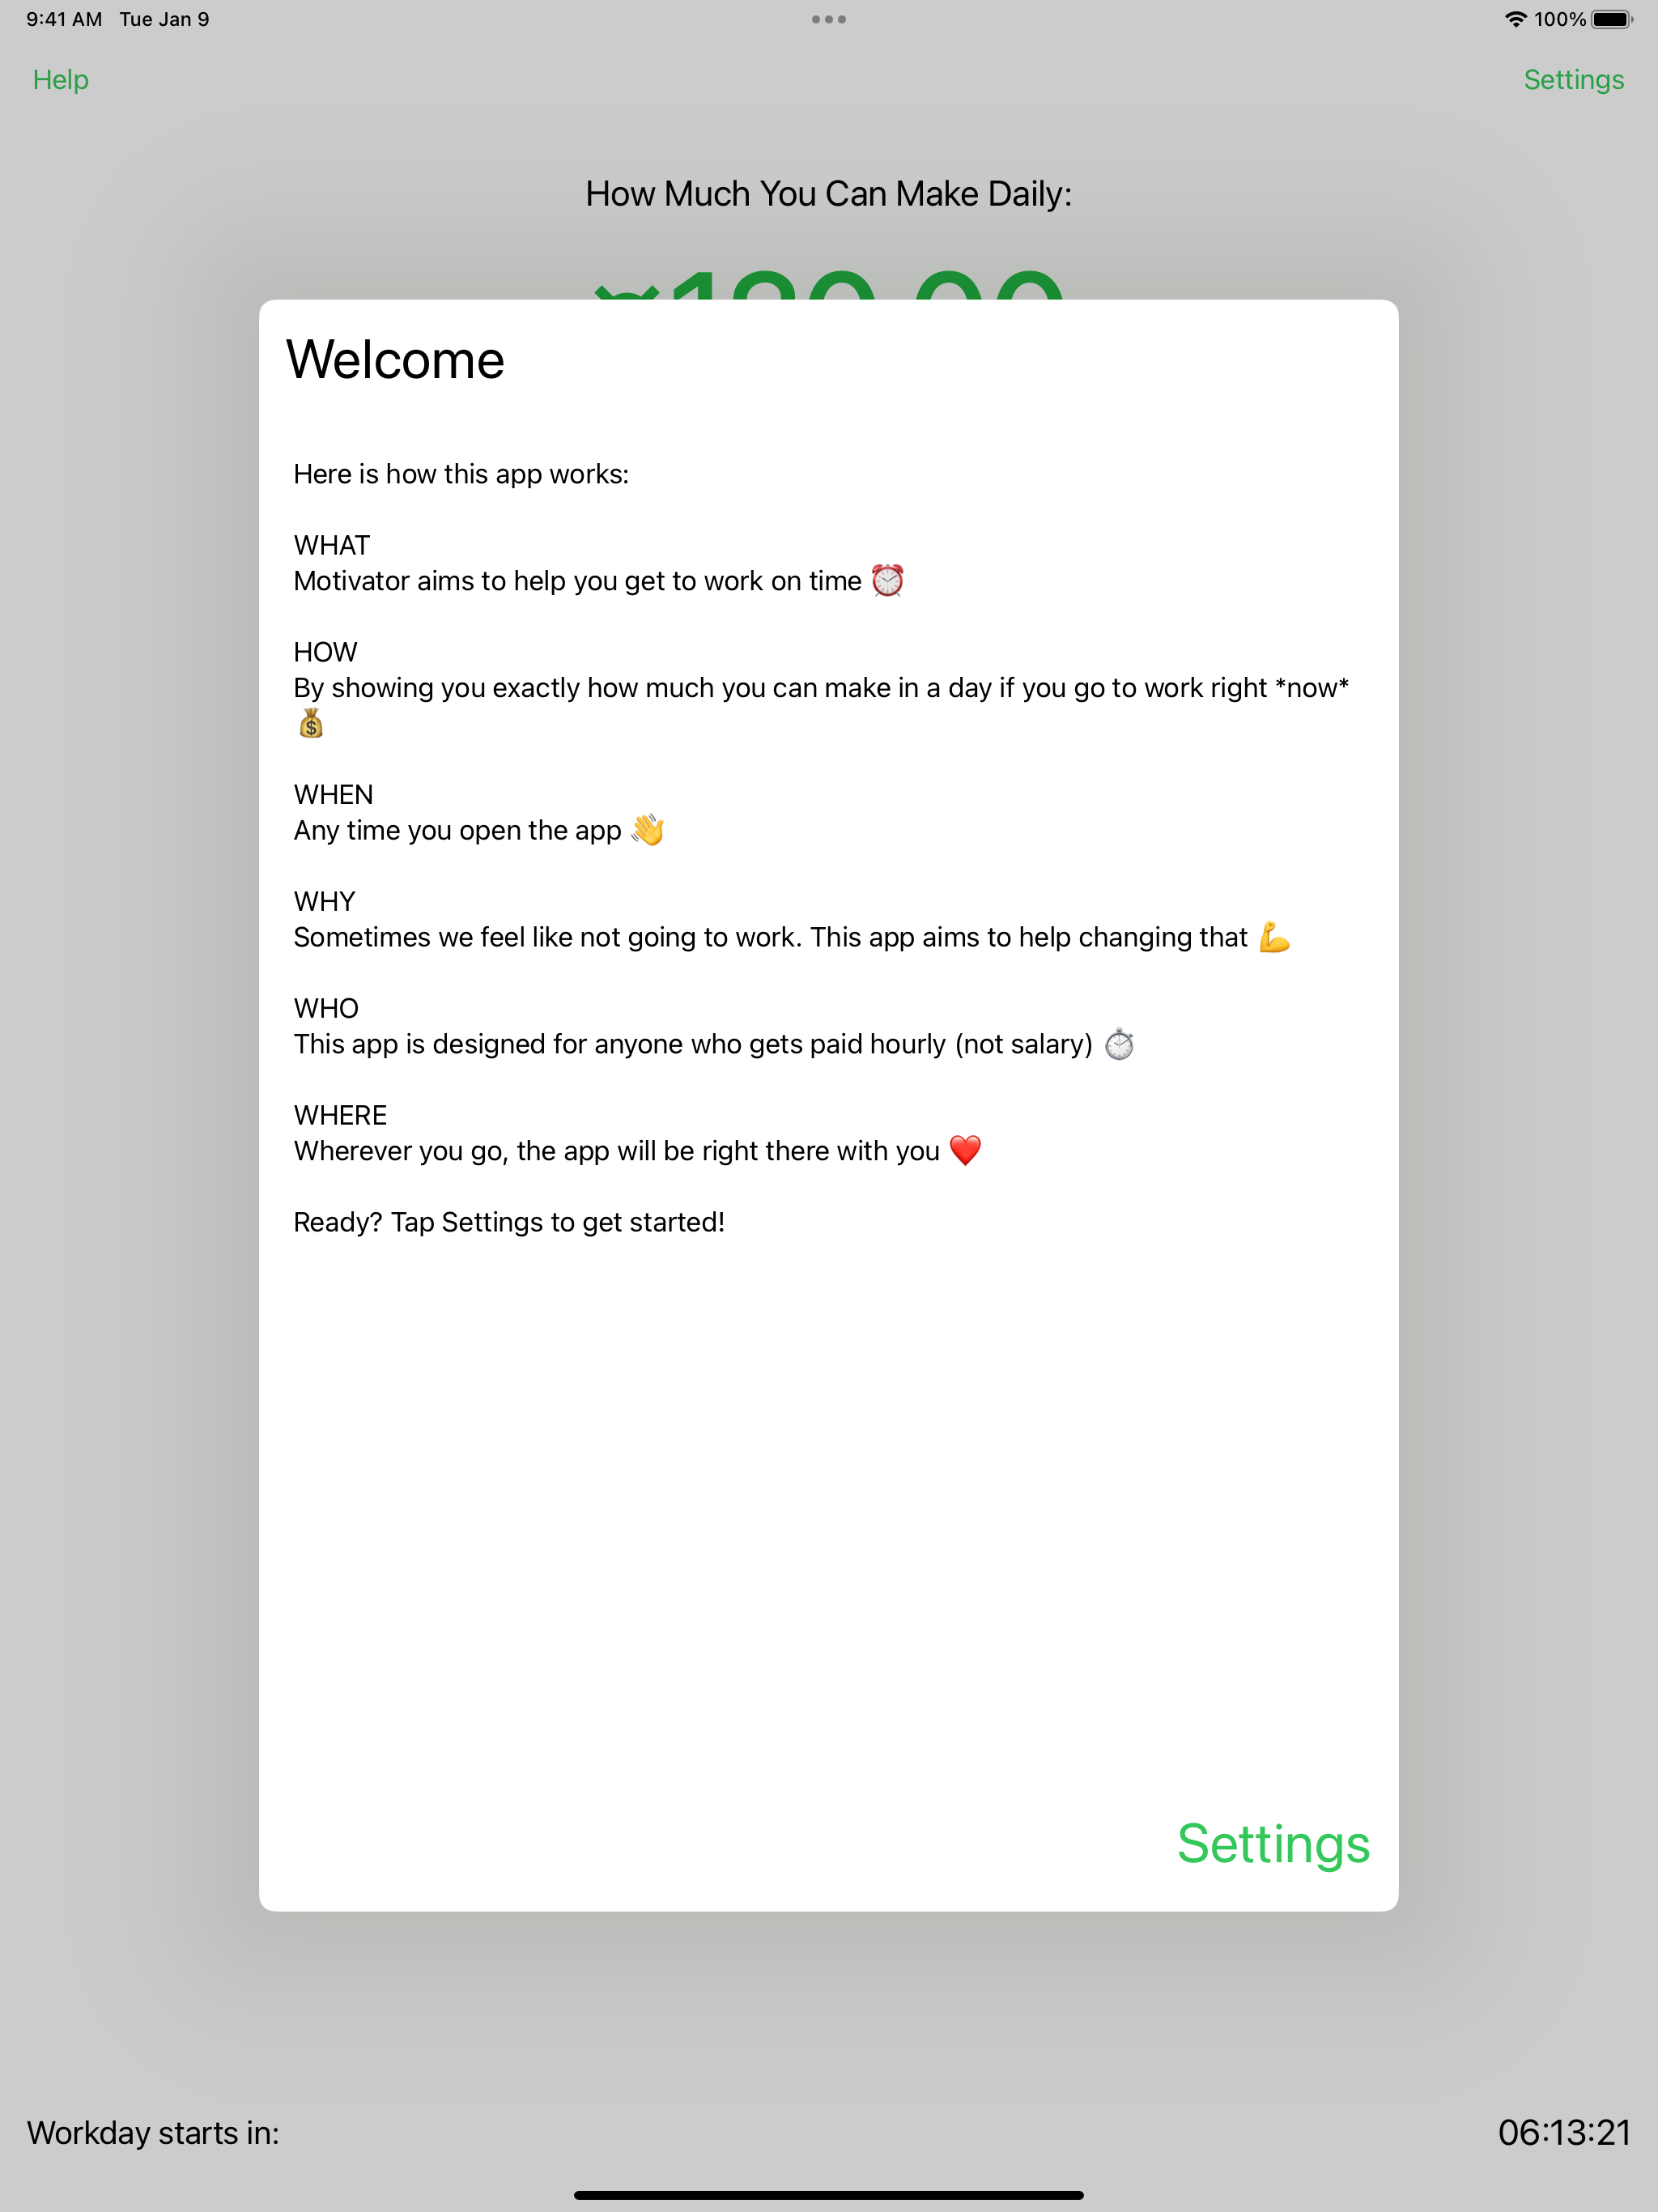 9:41 AM Tue Jan 9
100%
Help
Settings
How Much You Can Make Daily:
Welcome
Here is how this app works:
WHAT
Motivator aims to help you get to work on time ⏰
HOW
By showing you exactly how much you can make in a day if you go to work right *now*
💰
WHEN
Any time you open the app 👋
WHY
Sometimes we feel like not going to work. This app aims to help changing that 💪
WHO
This app is designed for anyone who gets paid hourly (not salary) ⏱️
WHERE
Wherever you go, the app will be right there with you ❤️
Ready? Tap Settings to get started!
Settings
Workday starts in:
06:13:21